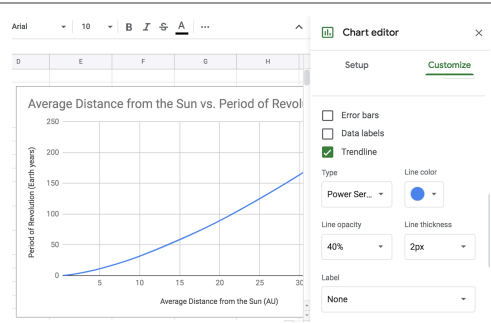 Arial 10 B I S A ...
Chart editor
Setup Customize
D E F G H
Average Distance from the Sun vs. Period of Revolu
250
200
150
100
50
0
5 10 15 20 25 30
Period of Revolution (Earth years)
Average Distance from the Sun (AU)
Error bars
Data labels
Trendline
Type Line color
Power Ser...
Line opacity Line thickness
40% 2px
Label
None